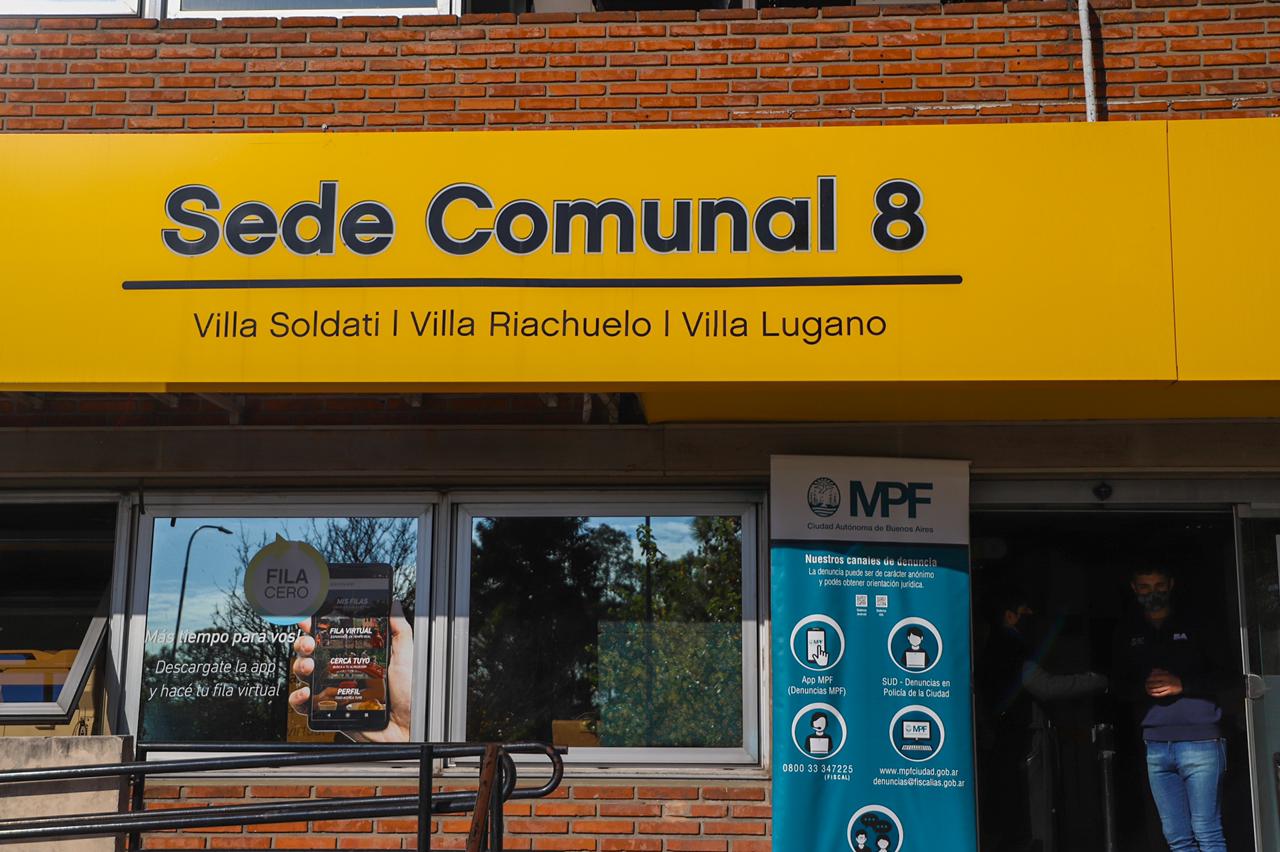 Sede Comunal 8
Villa Soldati | Villa Riachuelo | Villa Lugano
FILA
CERO
Más tiempo para vos!
Descargate la app
y hacé tu fila virtual
MIS FILAS
FILA VIRTUAL
CERCA TUYO
PERFIL
MPF
Ciudad Autónoma de Buenos Aires
Nuestros canales de denuncia
La denuncia puede ser de carácter anónimo
y podés obtener orientación jurídica.
App MPF
(Denuncias MPF)
SUD - Denuncias en
Policía de la Ciudad
0800 33 347225
(FISCAL)
www.mpfciudad.gob.ar
denuncias@fiscalias.gob.ar
BA